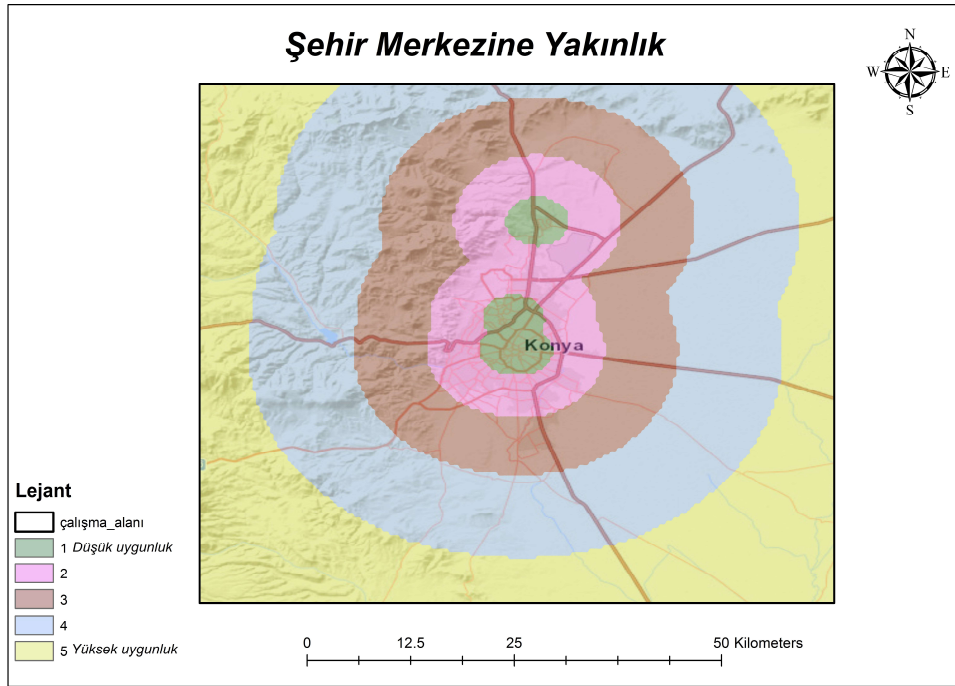 Şehir Merkezine Yakınlık
N
W E
S
Konya
Lejant
çalışma_alanı
1 Düşük uygunluk
2
3
4
5 Yüksek uygunluk
0 12.5 25 50 Kilometers